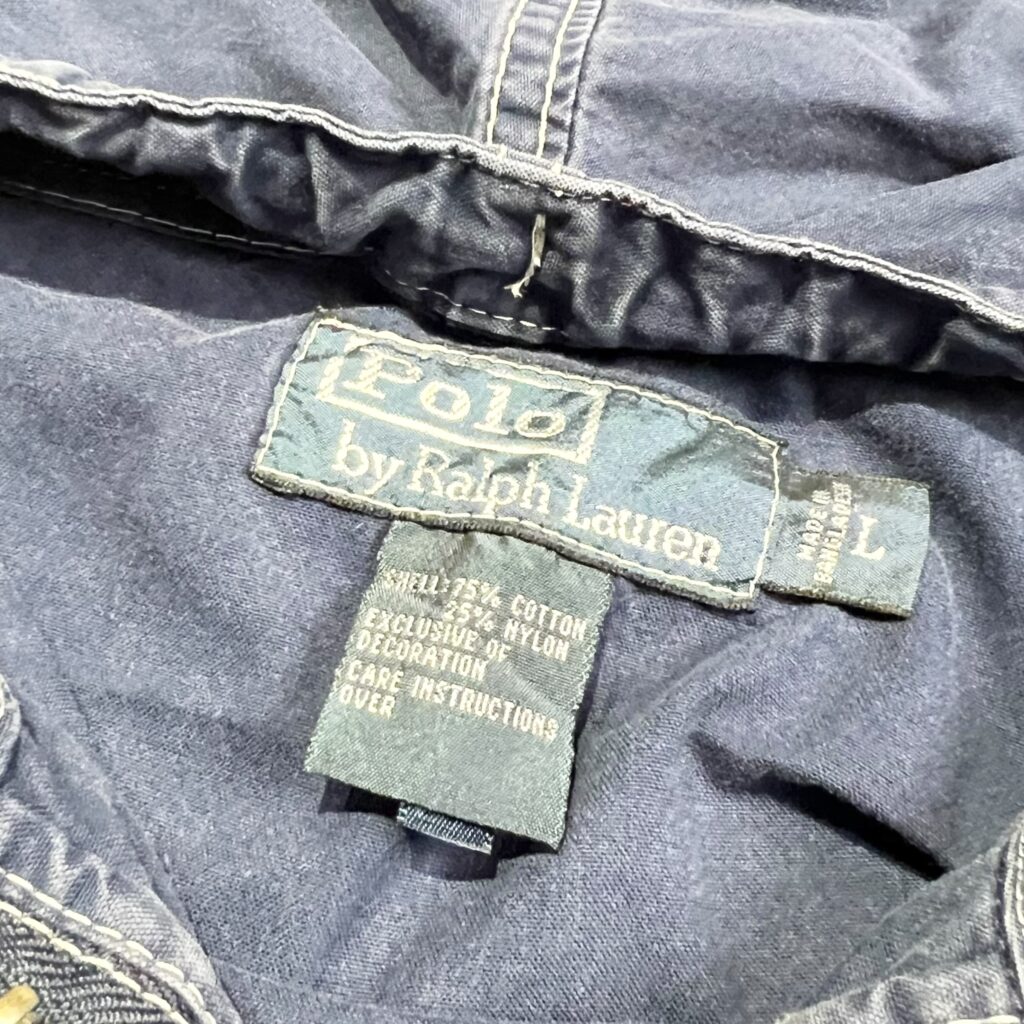 Polo
by Ralph Lauren
MADE IN
BANGLADESH
L
SHELL: 75% COTTON
25% NYLON
EXCLUSIVE OF
DECORATION
CARE INSTRUCTIONS
OVER